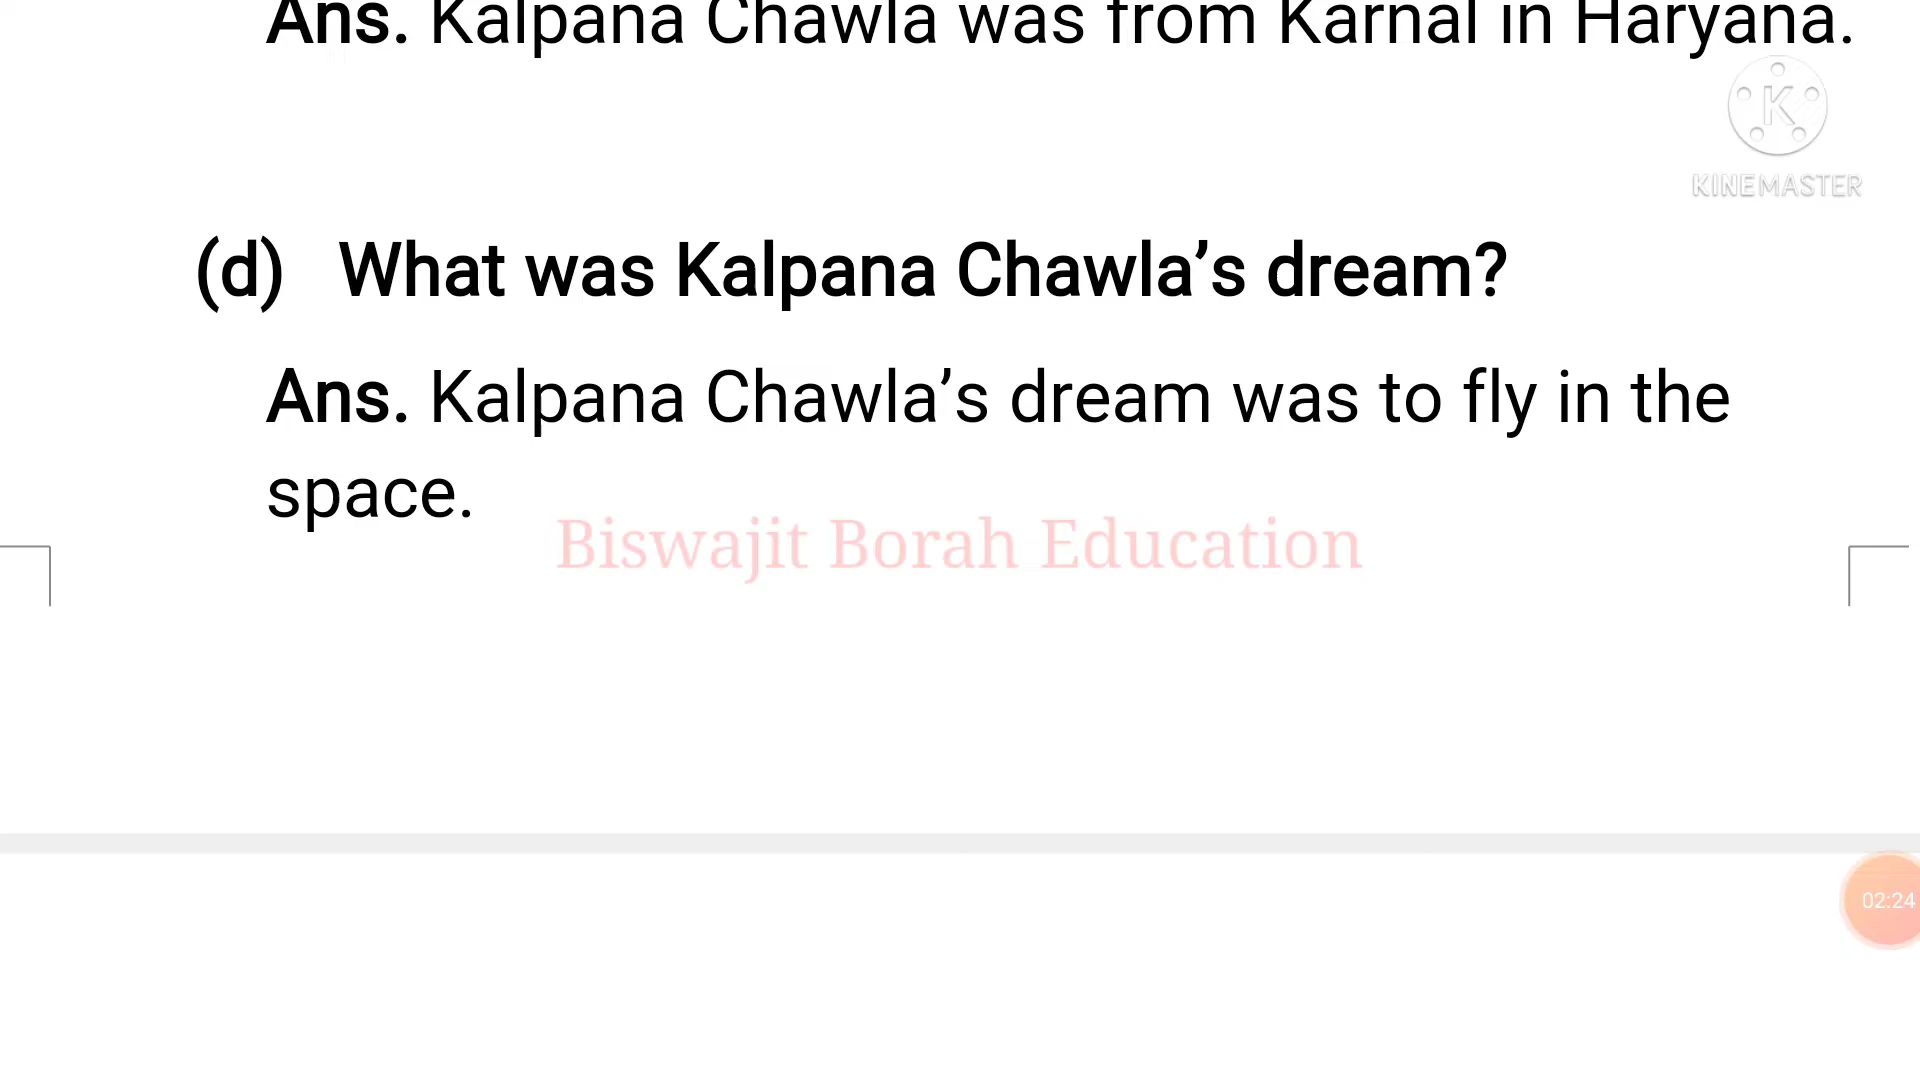 Ans. Kalpana Chawla was from Karnal in Haryana.
KINEMASTER
(d) What was Kalpana Chawla’s dream?
Ans. Kalpana Chawla’s dream was to fly in the
space.
Biswajit Borah Education
02:24